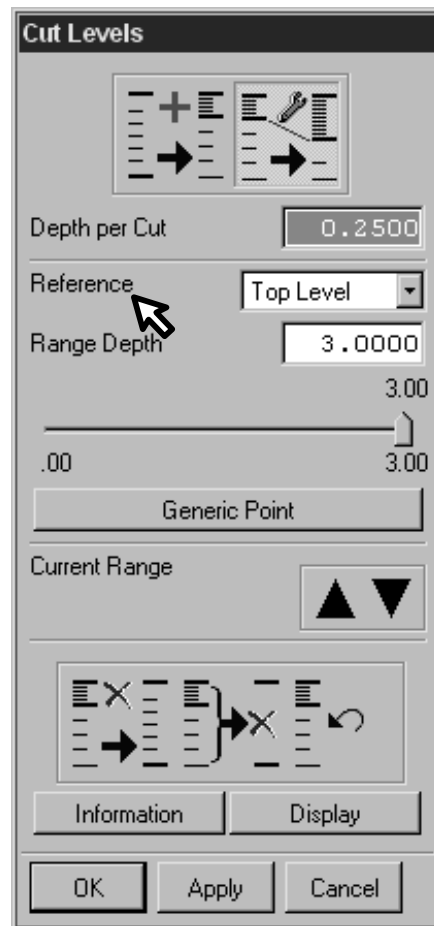 Cut Levels
Depth per Cut 0.2500
Reference Top Level
Range Depth 3.0000
3.00
.00 3.00
Generic Point
Current Range
Information Display
OK Apply Cancel